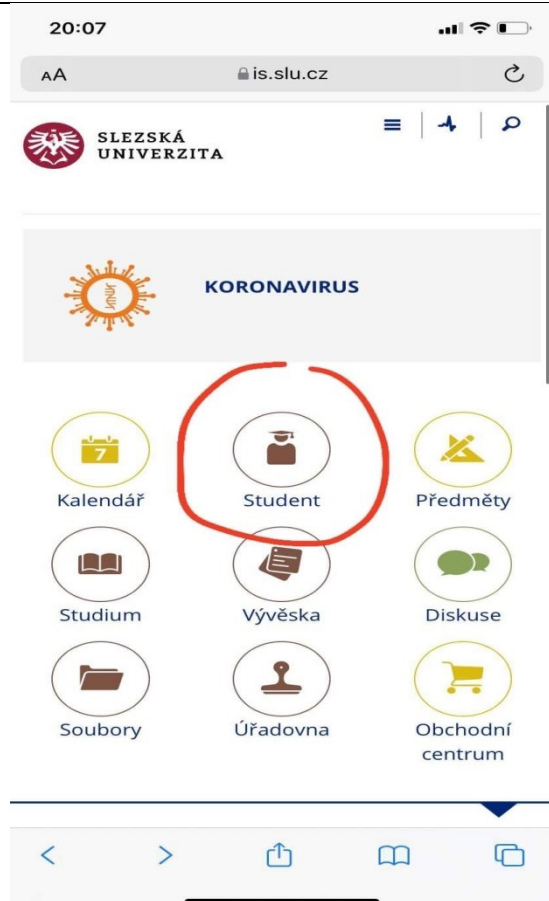 20:07
AA is.slu.cz
SLEZSKÁ
UNIVERZITA
KORONAVIRUS
7
Kalendář Student Předměty
Studium Vývěska Diskuse
Soubory Úřadovna Obchodní
centrum